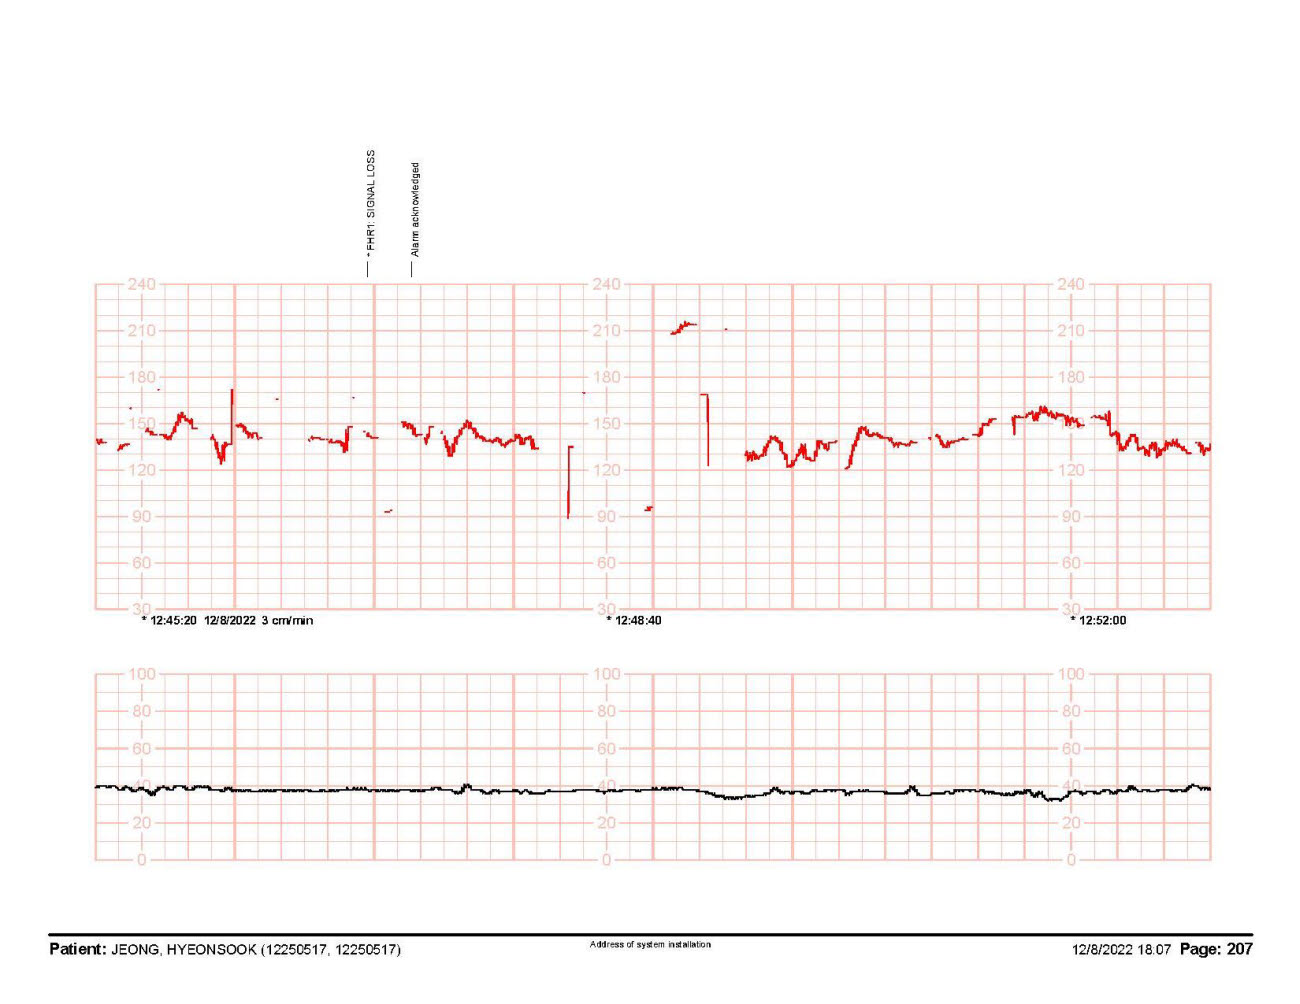 * FHR1: SIGNAL LOSS
Alarm acknowledged
240 240 240
210 210 210
180 180 180
150 150 150
120 120 120
90 90 90
60 60 60
30 30 30
* 12:45:20 12/8/2022 3 cm/min * 12:48:40 * 12:52:00
100 100 100
80 80 80
60 60 60
40 40 40
20 20 20
0 0 0
Patient: JEONG, HYEONSOOK (12250517, 12250517) Address of system installation 12/8/2022 18:07 Page: 207